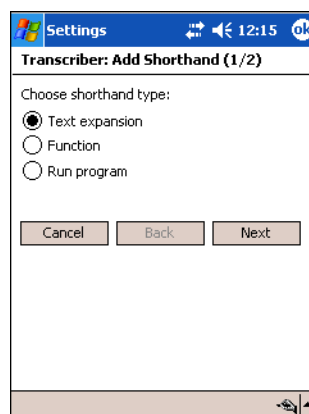 Settings 12:15 ok
Transcriber: Add Shorthand (1/2)
Choose shorthand type:
Text expansion
Function
Run program
Cancel Back Next